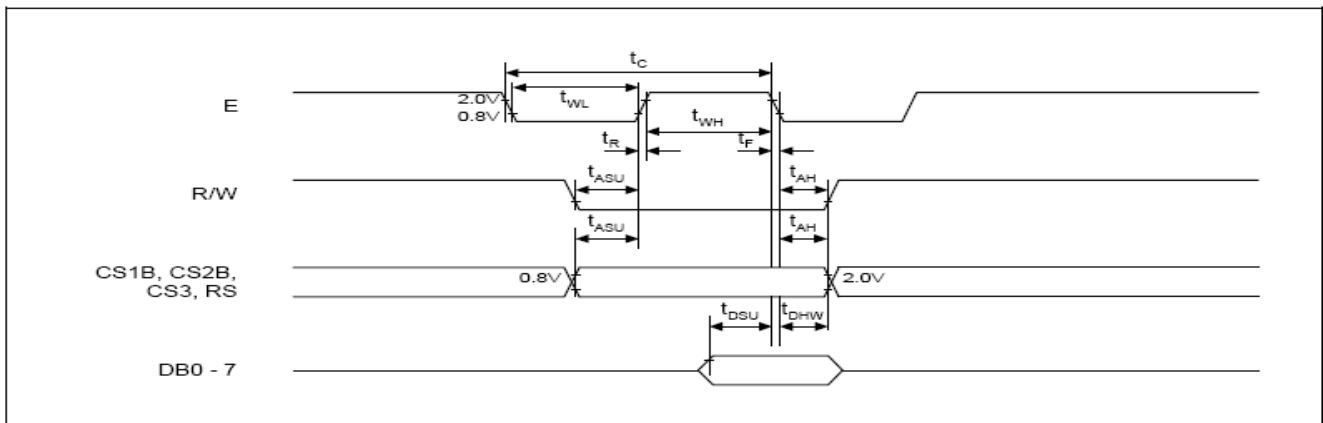 tC
E
2.0V
0.8V
tWL
tWH
tR
tF
R/W
tASU
tAH
tASU
tAH
CS1B, CS2B,
CS3, RS
0.8V
2.0V
tDSU
tDHW
DB0 - 7